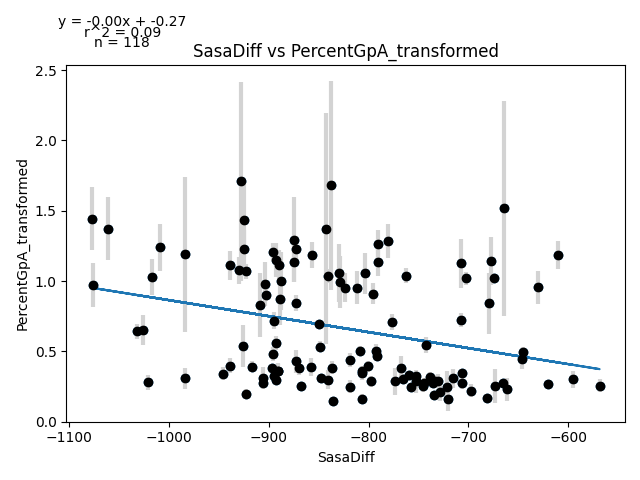 y = -0.00x + -0.27
r^2 = 0.09
n = 118
SasaDiff vs PercentGpA_transformed
PercentGpA_transformed
2.5
2.0
1.5
1.0
0.5
0.0
−1100 −1000 −900 −800 −700 −600
SasaDiff